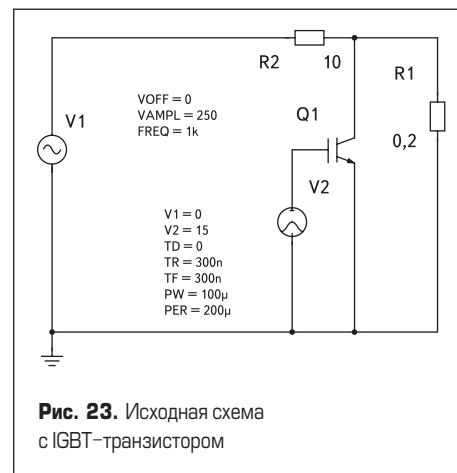 R2 10
R1
VOFF = 0
VAMPL = 250
FREQ = 1k
V1
Q1
0,2
V2
V1 = 0
V2 = 15
TD = 0
TR = 300n
TF = 300n
PW = 100µ
PER = 200µ
Рис. 23. Исходная схема
с IGBT-транзистором